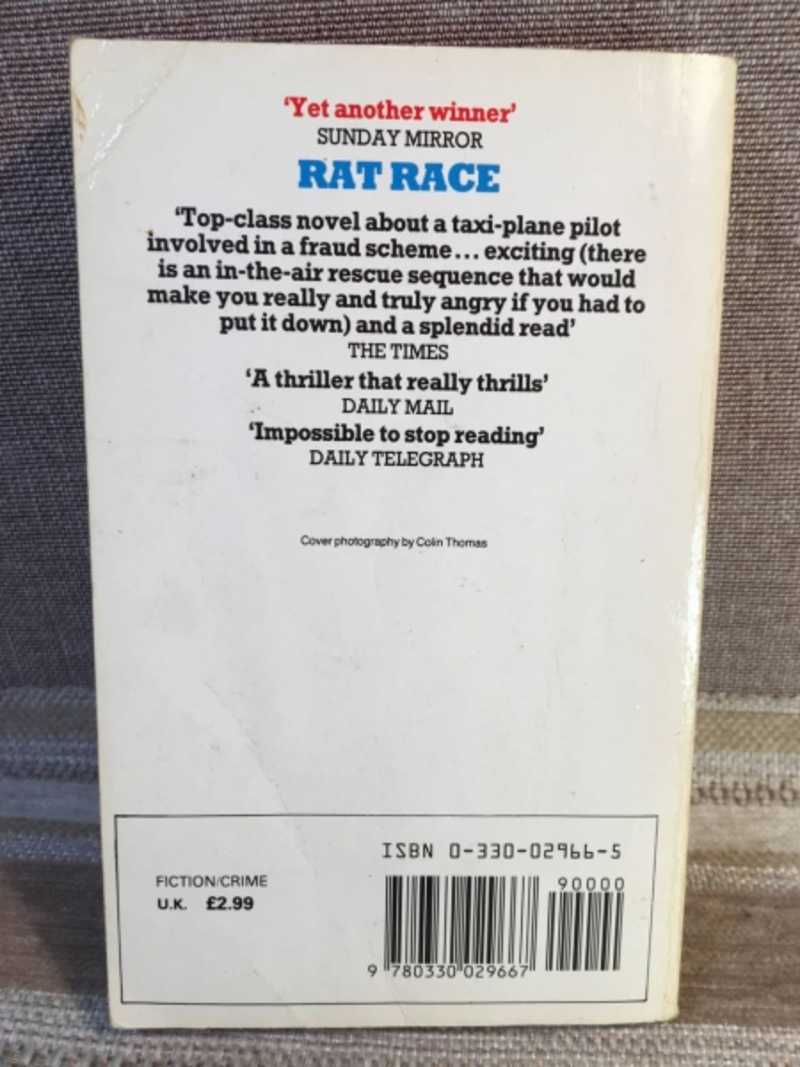 ‘Yet another winner’
SUNDAY MIRROR
RAT RACE
‘Top-class novel about a taxi-plane pilot
involved in a fraud scheme... exciting (there
is an in-the-air rescue sequence that would
make you really and truly angry if you had to
put it down) and a splendid read’
THE TIMES
‘A thriller that really thrills’
DAILY MAIL
‘Impossible to stop reading’
DAILY TELEGRAPH
Cover photography by Colin Thomas
ISBN 0-330-02966-5
FICTION/CRIME
U.K. £2.99
90000
9 780330 029667